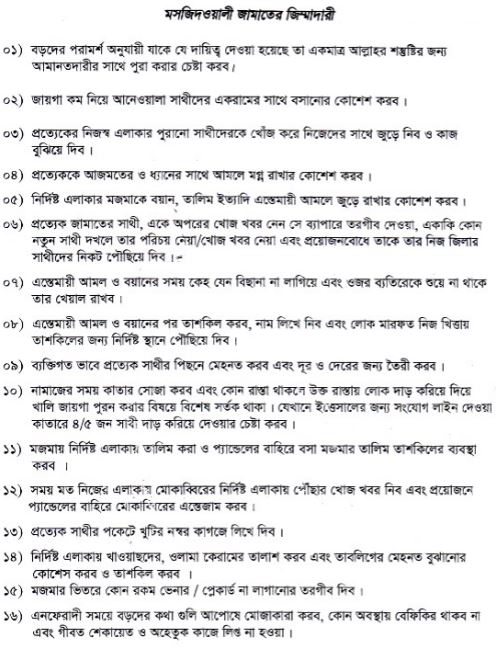 মসজিদওয়ালী জামাতের জিম্মাদারী
০১) বড়দের পরামর্শ অনুযায়ী যাকে যে দায়িত্ব দেওয়া হয়েছে তা একমাত্র আল্লাহর সন্তুষ্টির জন্য
আমানতদারীর সাথে পুরা করার চেষ্টা করব।
০২) জায়গা কম নিয়ে আনেওয়ালা সাথীদের একরামের সাথে বসানোর কোশেশ করব।
০৩) প্রত্যেকের নিজস্ব এলাকার পুরানো সাথীদেরকে খোঁজ করে নিজেদের সাথে জুড়ে নিব ও কাজ
বুঝিয়ে দিব।
০৪) প্রত্যেককে আজমতের ও ধ্যানের সাথে আমলে মগ্ন রাখার কোশেশ করব।
০৫) নির্দিষ্ট এলাকার মজমাকে বয়ান, তালিম ইত্যাদি এস্তেমায়ী আমলে জুড়ে রাখার কোশেশ করব।
০৬) প্রত্যেক জামাতের সাথী, একে অপরের খোজ খবর নেন সে ব্যাপারে তরগীব দেওয়া, একাকি কোন
নতুন সাথী দখলে তার পরিচয় নেয়া/খোজ খবর নেয়া এবং প্রয়োজনবোধে তাকে তার নিজ জিলার
সাথীদের নিকট পৌছিয়ে দিব।
০৭) এস্তেমায়ী আমল ও বয়ানের সময় কেহ যেন বিছানা না লাগিয়ে এবং ওজর ব্যতিরেকে শুয়ে না থাকে
তার খেয়াল রাখব।
০৮) এস্তেমায়ী আমল ও বয়ানের পর তাশকিল করব, নাম লিখে নিব এবং লোক মারফত নিজ খিত্তায়
তাশকিলের জন্য নির্দিষ্ট স্থানে পৌছিয়ে দিব।
০৯) ব্যক্তিগত ভাবে প্রত্যেক সাথীর পিছনে মেহনত করব এবং দূর ও দেরের জন্য তৈরী করব।
১০) নামাজের সময় কাতার সোজা করব এবং কোন রাস্তা থাকলে উক্ত রাস্তায় লোক দাড় করিয়ে দিয়ে
খালি জায়গা পুরন করার বিষয়ে বিশেষ সর্তক থাকা। যেখানে ইত্তেসালের জন্য সংযোগ লাইন দেওয়া
কাতারে ৪/৫ জন সাথী দাড় করিয়ে দেওয়ার চেষ্টা করব।
১১) মজমায় নির্দিষ্ট এলাকায় তালিম করা ও প্যান্ডেলের বাহিরে বসা মজমার তালিম তাশকিলের ব্যবস্থা
করব ।
১২) সময় মত নিজের এলাকায় মোকাব্বিরের নির্দিষ্ট এলাকায় পৌঁছার খোজ খবর নিব এবং প্রয়োজনে
প্যান্ডেলের বাহিরে মোকাব্বিরের এন্তেজাম করব।
১৩) প্রত্যেক সাথীর পকেটে খুটির নম্বর কাগজে লিখে দিব।
১৪) নির্দিষ্ট এলাকায় খাওয়াছদের, ওলামা কেরামের তালাশ করব এবং তাবলিগের মেহনত বুঝানোর
কোশেস করব ও তাশকিল করব ।
১৫) মজমার ভিতরে কোন রকম ভেনার / প্লেকার্ড না লাগানোর তরগীব দিব।
১৬) এনফেরাদী সময়ে বড়দের কথা গুলি আপোষে মোজাকারা করব, কোন অবস্থায় বেফিকির থাকব না
এবং গীবত শেকায়েত ও অহেতুক কাজে লিপ্ত না হওয়া।